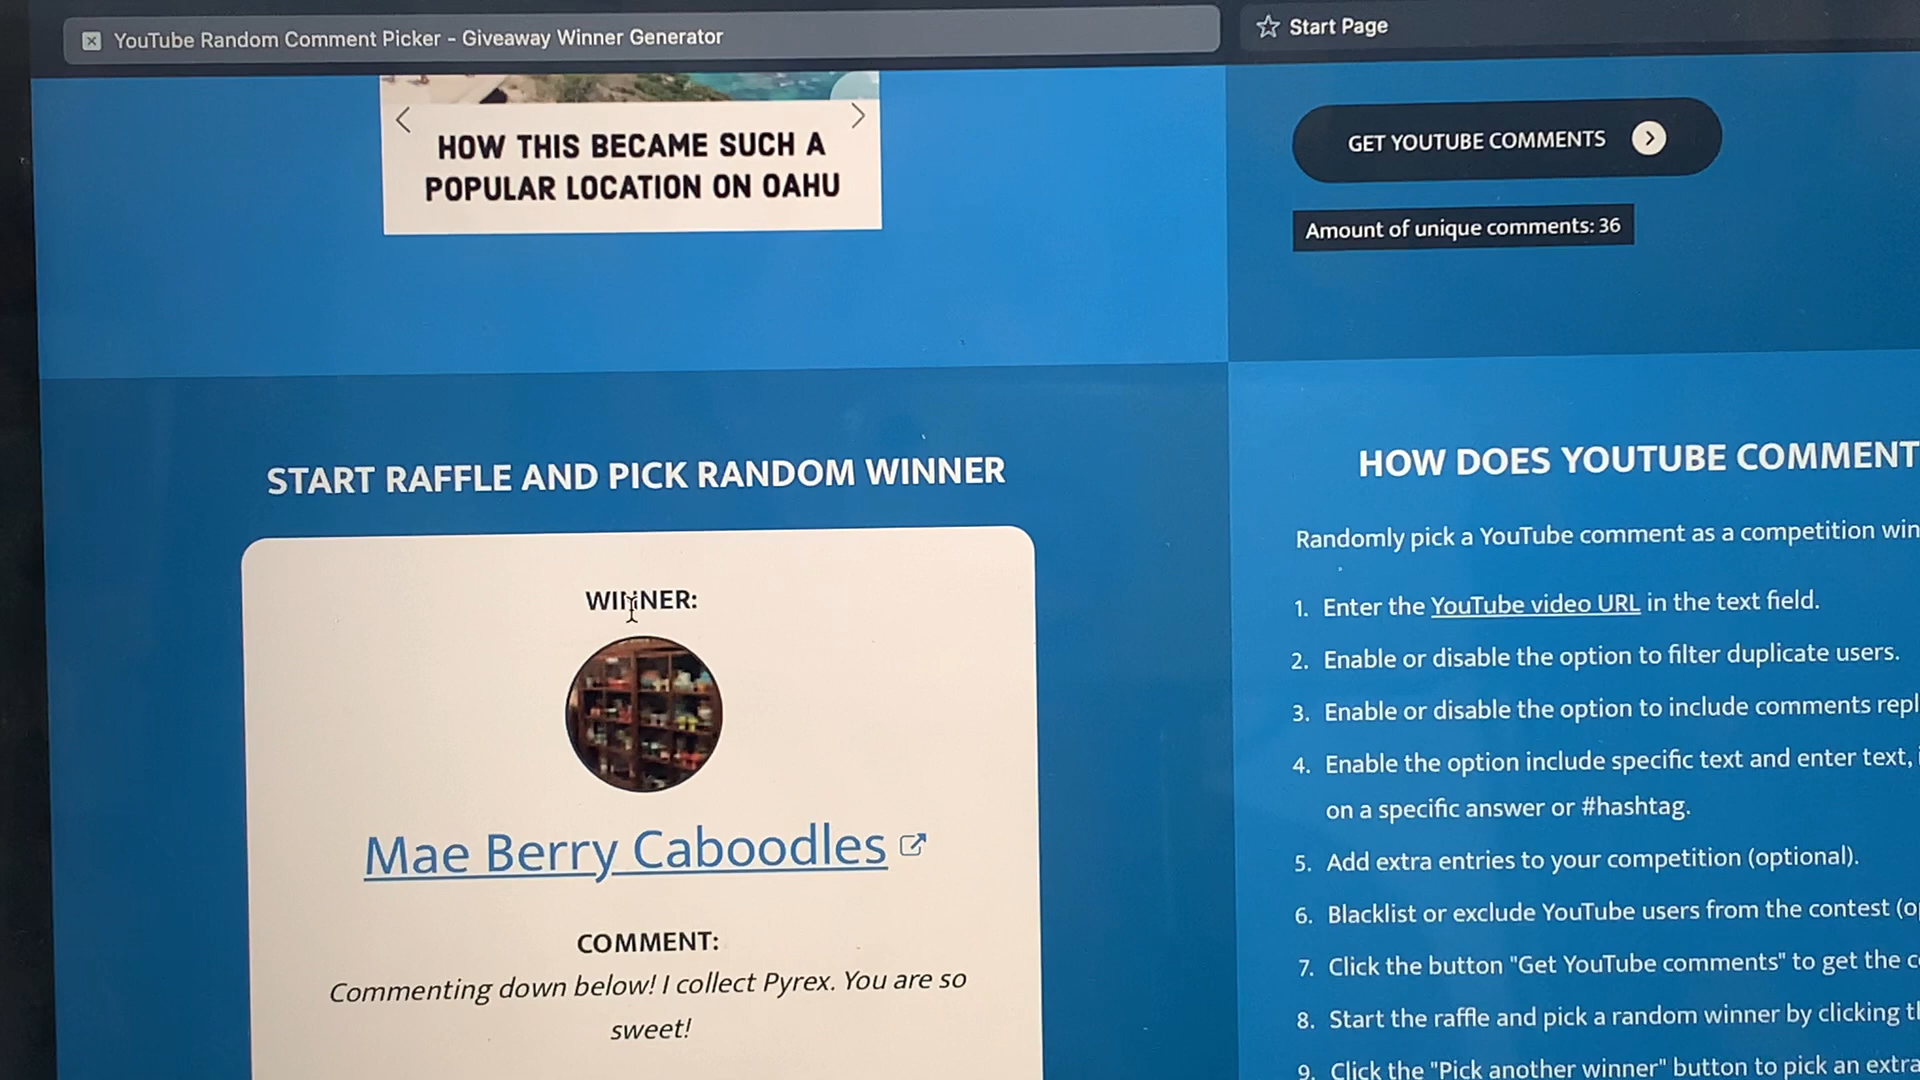 YouTube Random Comment Picker - Giveaway Winner Generator
Start Page
HOW THIS BECAME SUCH A
POPULAR LOCATION ON OAHU
GET YOUTUBE COMMENTS
Amount of unique comments: 36
START RAFFLE AND PICK RANDOM WINNER
WINNER:
Mae Berry Caboodles
COMMENT:
Commenting down below! I collect Pyrex. You are so
sweet!
HOW DOES YOUTUBE COMMENT
Randomly pick a YouTube comment as a competition win
1. Enter the YouTube video URL in the text field.
2. Enable or disable the option to filter duplicate users.
3. Enable or disable the option to include comments repl
4. Enable the option include specific text and enter text,
on a specific answer or #hashtag.
5. Add extra entries to your competition (optional).
6. Blacklist or exclude YouTube users from the contest (op
7. Click the button "Get YouTube comments" to get the c
8. Start the raffle and pick a random winner by clicking t
9. Click the "Pick another winner" button to pick an extra